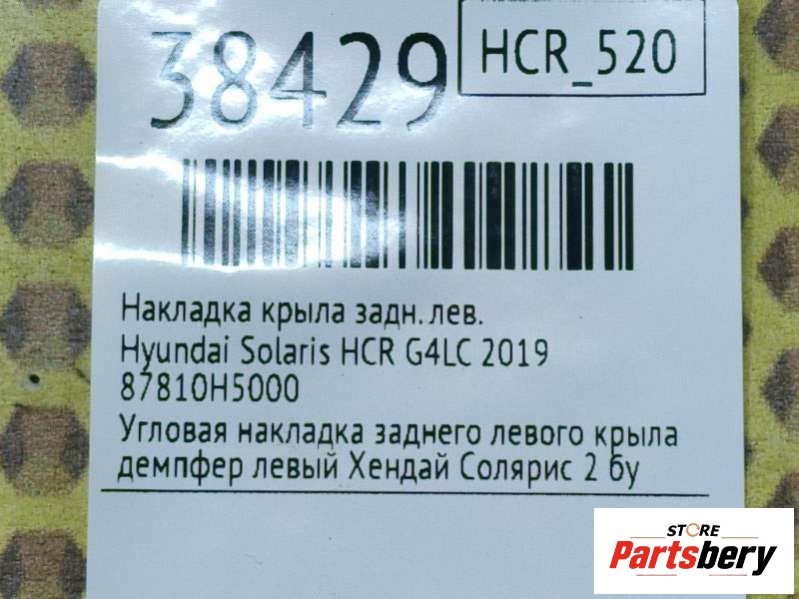 38429
HCR_520
Накладка крыла задн. лев.
Hyundai Solaris HCR G4LC 2019
87810H5000
Угловая накладка заднего левого крыла
демпфер левый Хендай Солярис 2 бу
STORE
Partsbery